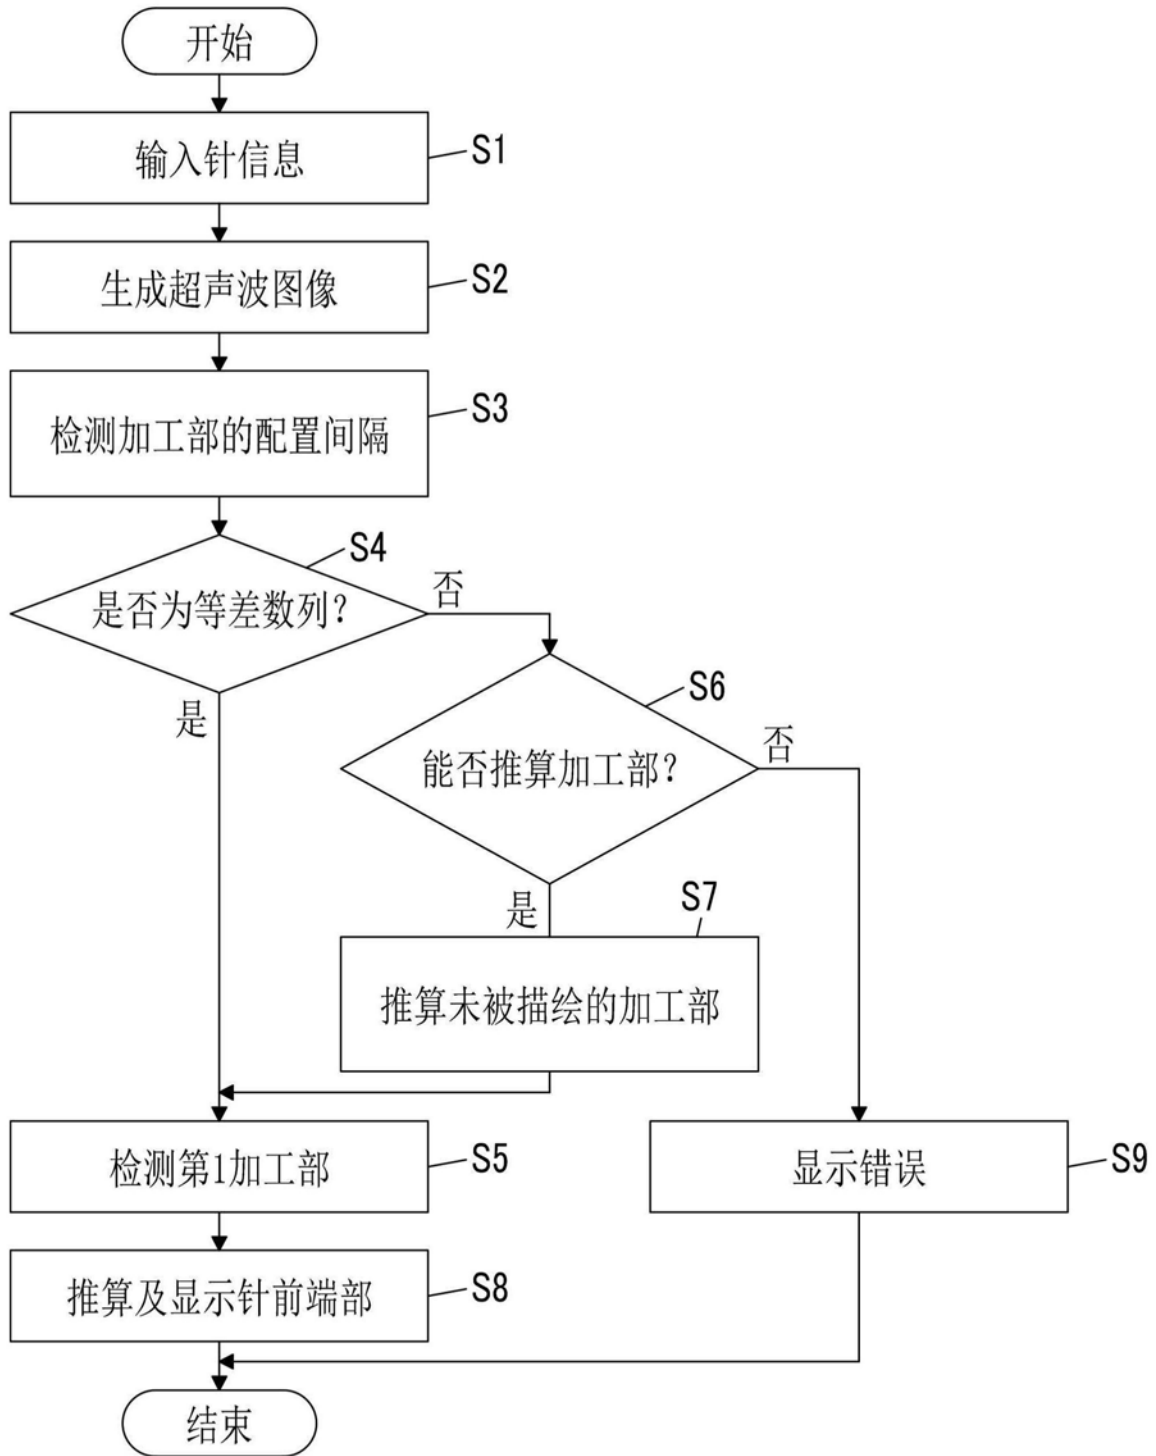 开始
输入针信息
S1
生成超声波图像
S2
检测加工部的配置间隔
S3
S4
是否为等差数列？
否
是
S6
能否推算加工部？
否
是
S7
推算未被描绘的加工部
检测第1加工部
S5
显示错误
S9
推算及显示针前端部
S8
结束